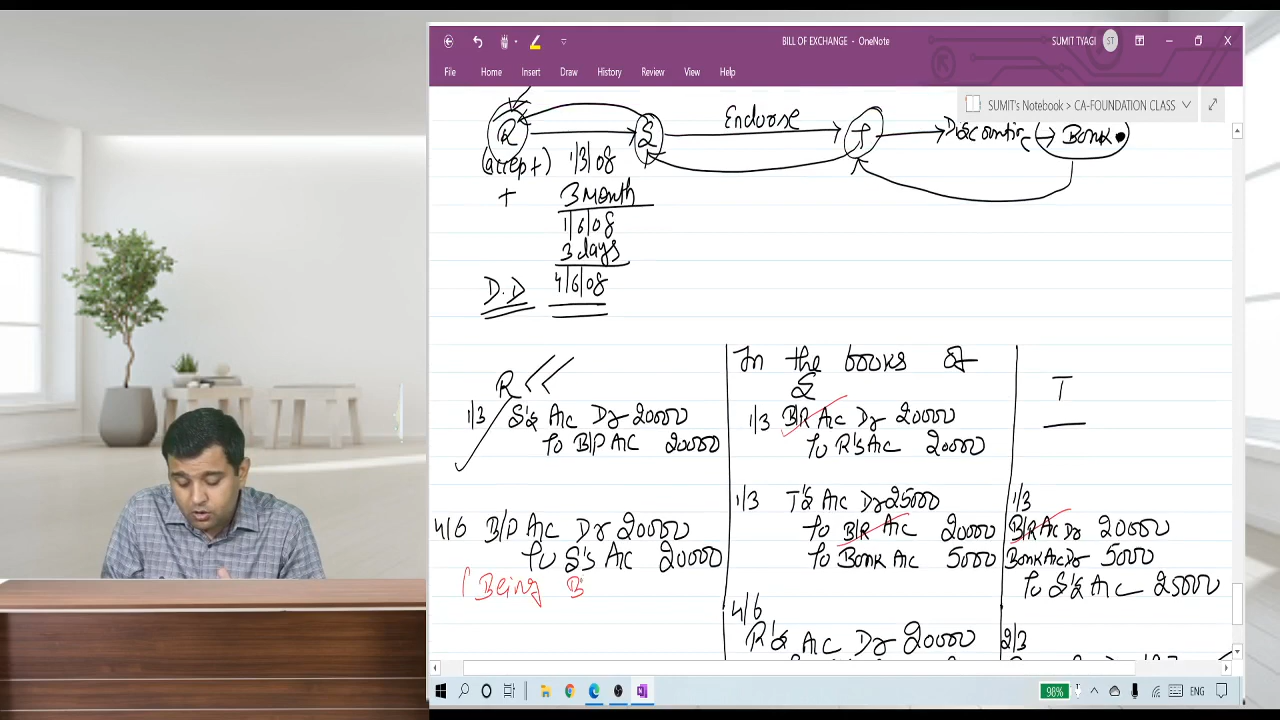 BILL OF EXCHANGE - OneNote
SUMIT TYAGI ST
File Home Insert Draw History Review View Help
SUMIT's Notebook > CA-FOUNDATION CLASS
R S Endorse T Discounting Bank
(accept) 1/3/08
+ 3 Month
1/6/08
3 days
D.D 4/6/08
R
1/3 S's A/c Dr 20000
To B/P A/c 20000
4/6 B/P A/c Dr 20000
To S's A/c 20000
( Being B
In the books of
S
1/3 B/R A/c Dr 20000
To R's A/c 20000
1/3 T's A/c Dr 25000
To B/R A/c 20000
To Bank A/c 5000
4/6
R's A/c Dr 20000
T
1/3
B/R A/c Dr 20000
Bank A/c Dr 5000
To S's A/c 25000
2/3
98% ENG